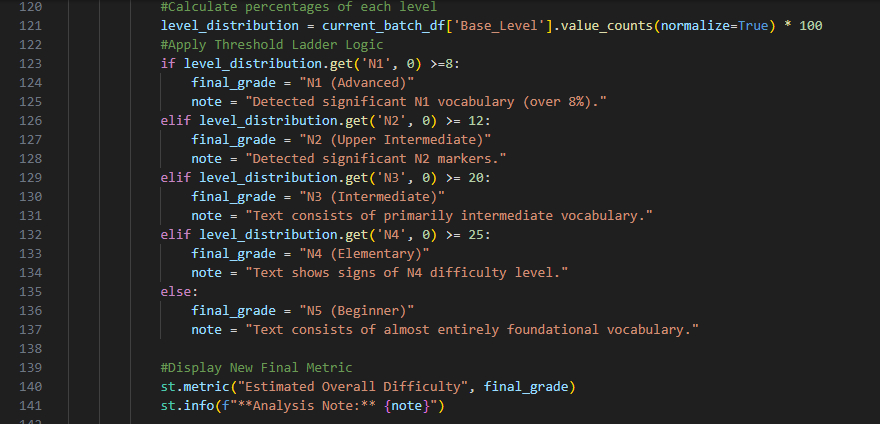 120 #Calculate percentages of each level
121 level_distribution = current_batch_df['Base_Level'].value_counts(normalize=True) * 100
122 #Apply Threshold Ladder Logic
123 if level_distribution.get('N1', 0) >=8:
124     final_grade = "N1 (Advanced)"
125     note = "Detected significant N1 vocabulary (over 8%)."
126 elif level_distribution.get('N2', 0) >= 12:
127     final_grade = "N2 (Upper Intermediate)"
128     note = "Detected significant N2 markers."
129 elif level_distribution.get('N3', 0) >= 20:
130     final_grade = "N3 (Intermediate)"
131     note = "Text consists of primarily intermediate vocabulary."
132 elif level_distribution.get('N4', 0) >= 25:
133     final_grade = "N4 (Elementary)"
134     note = "Text shows signs of N4 difficulty level."
135 else:
136     final_grade = "N5 (Beginner)"
137     note = "Text consists of almost entirely foundational vocabulary."
138
139 #Display New Final Metric
140 st.metric("Estimated Overall Difficulty", final_grade)
141 st.info(f"**Analysis Note:** {note}")